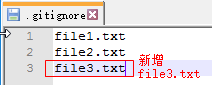 .gitignore
1 file1.txt
2 file2.txt
3 file3.txt
新增
file3.txt